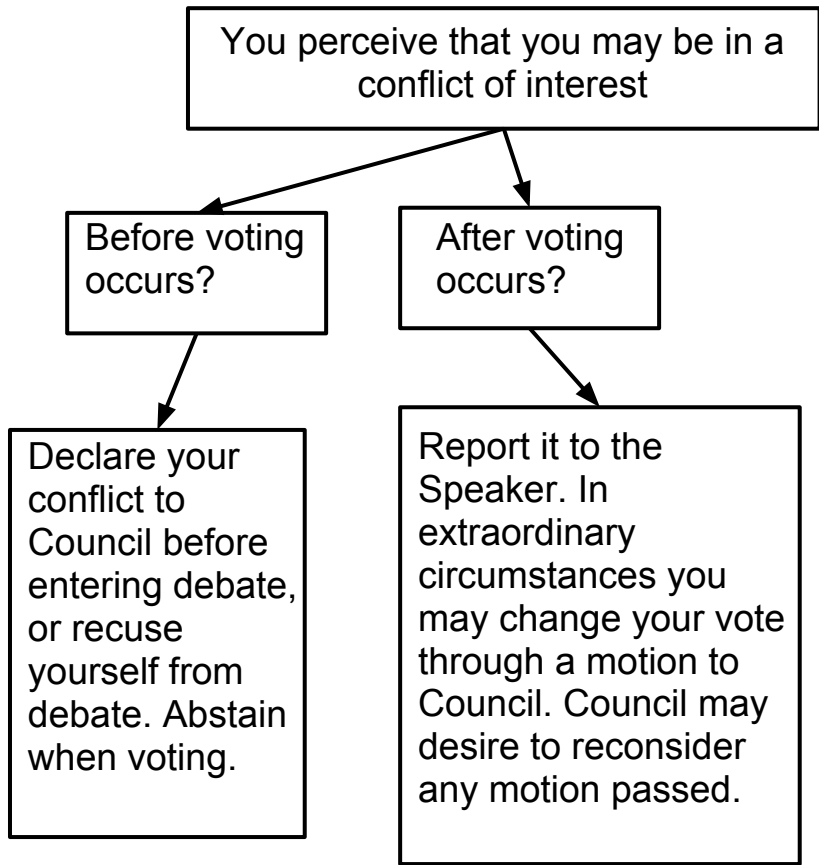 You perceive that you may be in a
conflict of interest
Before voting
occurs?
After voting
occurs?
Declare your
conflict to
Council before
entering debate,
or recuse
yourself from
debate. Abstain
when voting.
Report it to the
Speaker. In
extraordinary
circumstances you
may change your vote
through a motion to
Council. Council may
desire to reconsider
any motion passed.